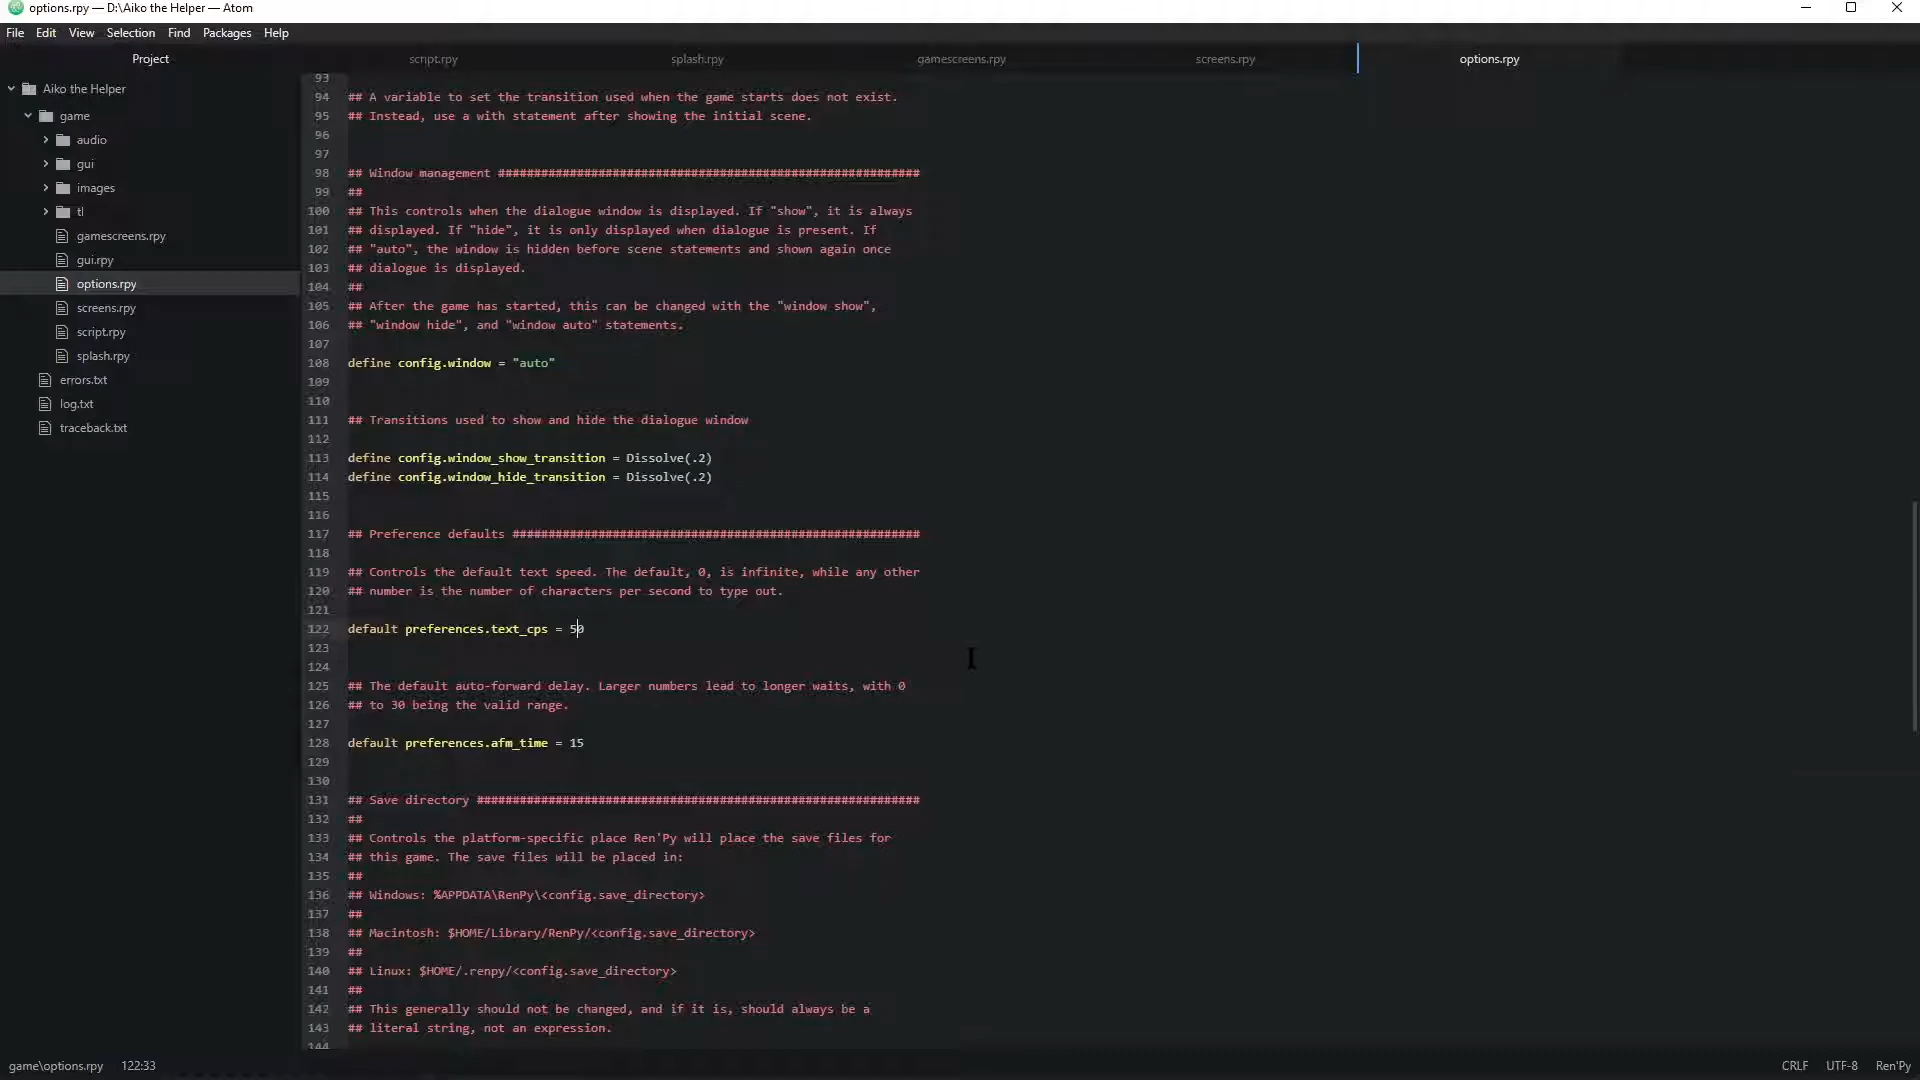 options.rpy — D:\Aiko the Helper — Atom
File Edit View Selection Find Packages Help
Project
script.rpy
splash.rpy
gamescreens.rpy
screens.rpy
options.rpy
Aiko the Helper
game
audio
gui
images
tl
gamescreens.rpy
gui.rpy
options.rpy
screens.rpy
script.rpy
splash.rpy
errors.txt
log.txt
traceback.txt
93
94 ## A variable to set the transition used when the game starts does not exist.
95 ## Instead, use a with statement after showing the initial scene.
96
97
98 ## Window management ###########################################################
99 ##
100 ## This controls when the dialogue window is displayed. If "show", it is always
101 ## displayed. If "hide", it is only displayed when dialogue is present. If
102 ## "auto", the window is hidden before scene statements and shown again once
103 ## dialogue is displayed.
104 ##
105 ## After the game has started, this can be changed with the "window show",
106 ## "window hide", and "window auto" statements.
107
108 define config.window = "auto"
109
110
111 ## Transitions used to show and hide the dialogue window
112
113 define config.window_show_transition = Dissolve(.2)
114 define config.window_hide_transition = Dissolve(.2)
115
116
117 ## Preference defaults #########################################################
118
119 ## Controls the default text speed. The default, 0, is infinite, while any other
120 ## number is the number of characters per second to type out.
121
122 default preferences.text_cps = 50
123
124
125 ## The default auto-forward delay. Larger numbers lead to longer waits, with 0
126 ## to 30 being the valid range.
127
128 default preferences.afm_time = 15
129
130
131 ## Save directory ##############################################################
132 ##
133 ## Controls the platform-specific place Ren'Py will place the save files for
134 ## this game. The save files will be placed in:
135 ##
136 ## Windows: %APPDATA\RenPy\<config.save_directory>
137 ##
138 ## Macintosh: $HOME/Library/RenPy/<config.save_directory>
139 ##
140 ## Linux: $HOME/.renpy/<config.save_directory>
141 ##
142 ## This generally should not be changed, and if it is, should always be a
143 ## literal string, not an expression.
144
game\options.rpy 122:33
CRLF UTF-8 Ren'Py